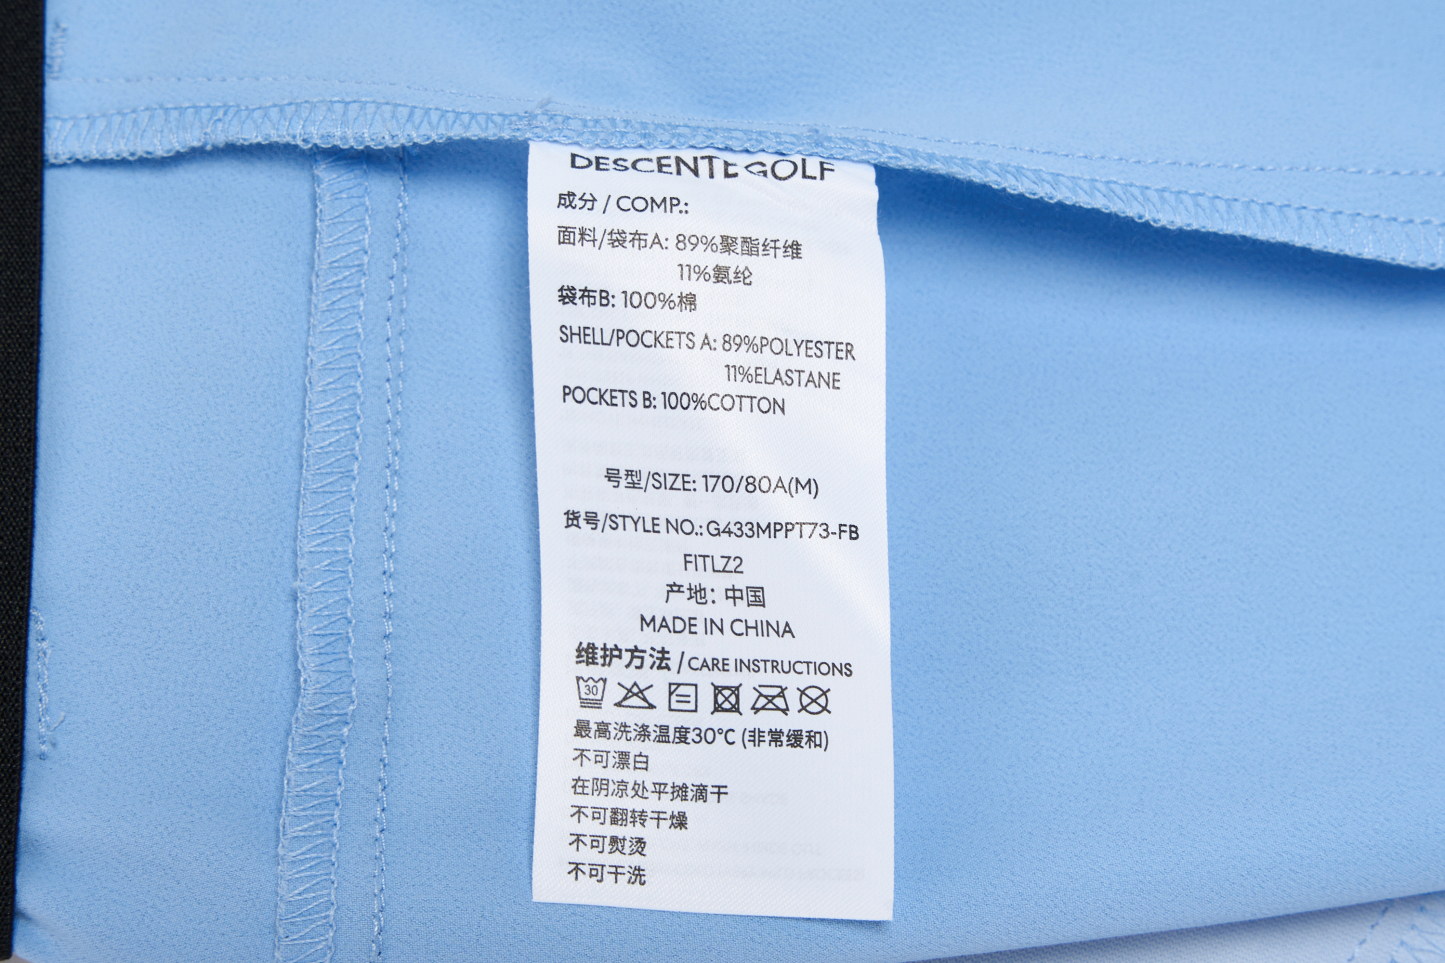 DESCENTE GOLF
成分 / COMP.:
面料/袋布A: 89%聚酯纤维
11%氨纶
袋布B: 100%棉
SHELL/POCKETS A: 89%POLYESTER
11%ELASTANE
POCKETS B: 100%COTTON
号型/SIZE: 170/80A(M)
货号/STYLE NO.: G433MPPT73-FB
FITLZ2
产地: 中国
MADE IN CHINA
维护方法 / CARE INSTRUCTIONS
30
最高洗涤温度30°C (非常缓和)
不可漂白
在阴凉处平摊滴干
不可翻转干燥
不可熨烫
不可干洗